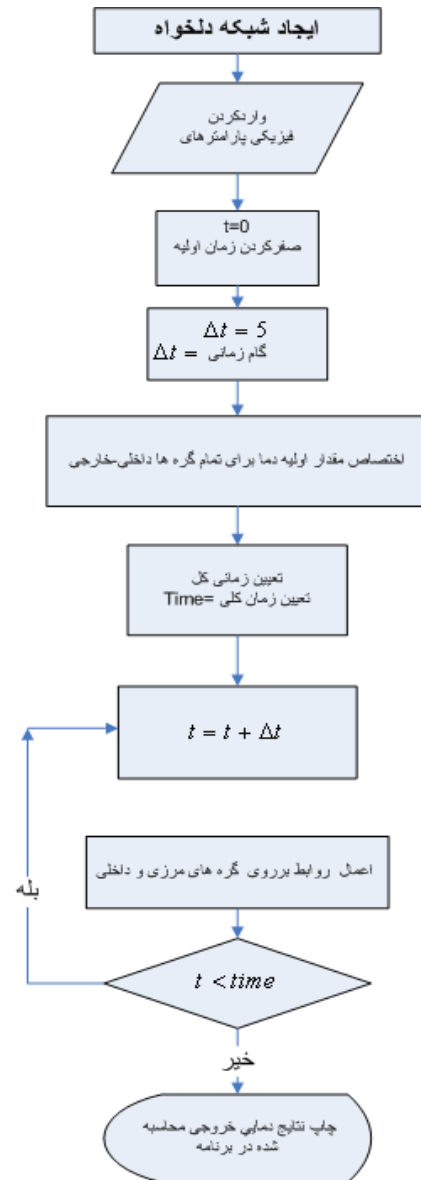 ایجاد شبکه دلخواه
واردکردن
فیزیکی پارامترهای
t=0
صفرکردن زمان اولیه
Δt = 5
گام زمانی Δt =
اختصاص مقدار اولیه دما برای تمام گره ها داخلی-خارجی
تعیین زمانی کل
تعیین زمان کلی =Time
t = t + Δt
اعمال روابط برروی گره های مرزی و داخلی
بله
t < time
خیر
چاپ نتایج دمایی خروجی محاسبه
شده در برنامه